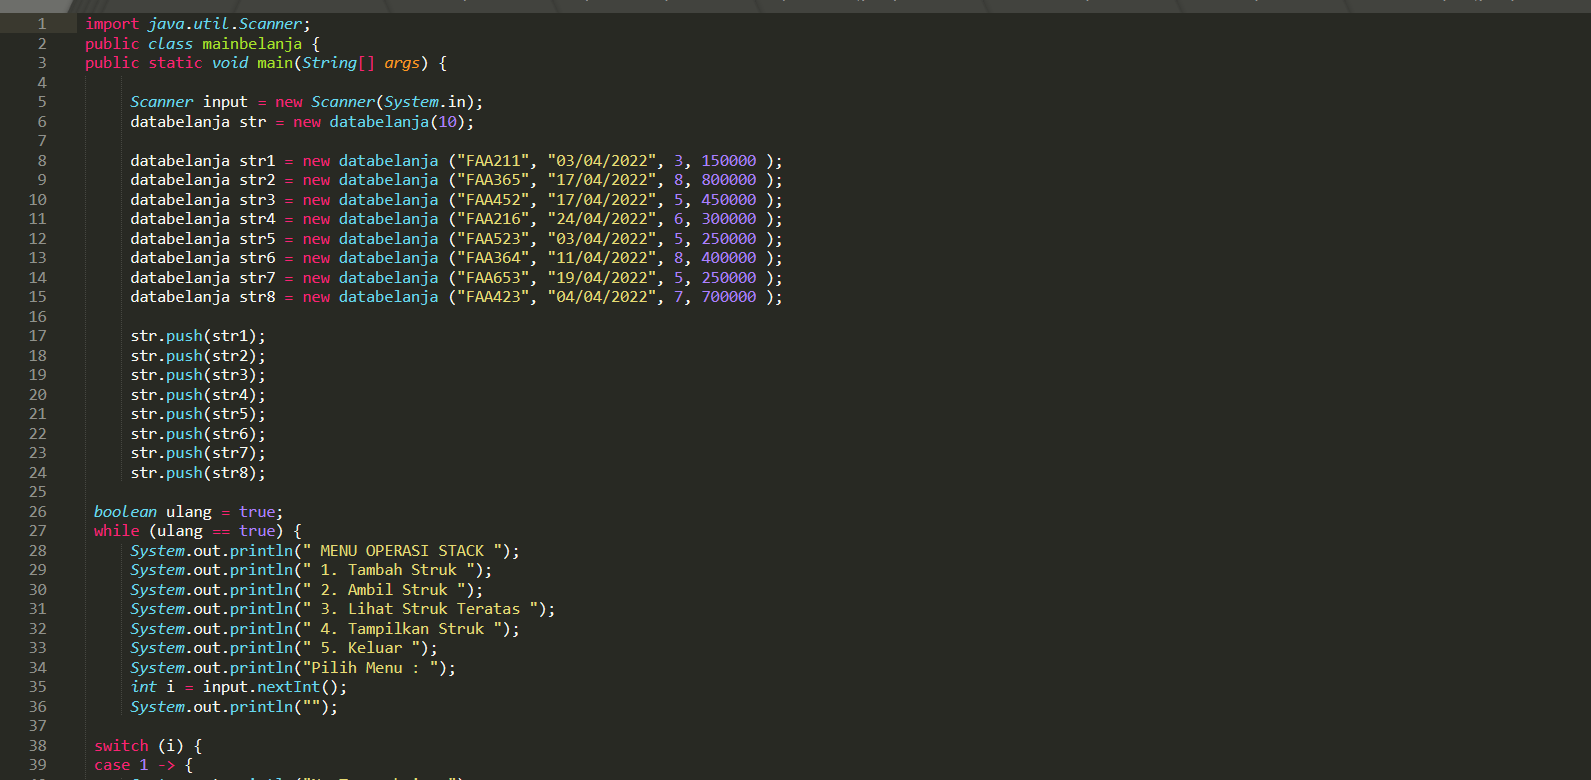 1 import java.util.Scanner;
2 public class mainbelanja {
3 public static void main(String[] args) {
4
5 Scanner input = new Scanner(System.in);
6 databelanja str = new databelanja(10);
7
8 databelanja str1 = new databelanja ("FAA211", "03/04/2022", 3, 150000 );
9 databelanja str2 = new databelanja ("FAA365", "17/04/2022", 8, 800000 );
10 databelanja str3 = new databelanja ("FAA452", "17/04/2022", 5, 450000 );
11 databelanja str4 = new databelanja ("FAA216", "24/04/2022", 6, 300000 );
12 databelanja str5 = new databelanja ("FAA523", "03/04/2022", 5, 250000 );
13 databelanja str6 = new databelanja ("FAA364", "11/04/2022", 8, 400000 );
14 databelanja str7 = new databelanja ("FAA653", "19/04/2022", 5, 250000 );
15 databelanja str8 = new databelanja ("FAA423", "04/04/2022", 7, 700000 );
16
17 str.push(str1);
18 str.push(str2);
19 str.push(str3);
20 str.push(str4);
21 str.push(str5);
22 str.push(str6);
23 str.push(str7);
24 str.push(str8);
25
26 boolean ulang = true;
27 while (ulang == true) {
28 System.out.println(" MENU OPERASI STACK ");
29 System.out.println(" 1. Tambah Struk ");
30 System.out.println(" 2. Ambil Struk ");
31 System.out.println(" 3. Lihat Struk Teratas ");
32 System.out.println(" 4. Tampilkan Struk ");
33 System.out.println(" 5. Keluar ");
34 System.out.println("Pilih Menu : ");
35 int i = input.nextInt();
36 System.out.println("");
37
38 switch (i) {
39 case 1 -> {